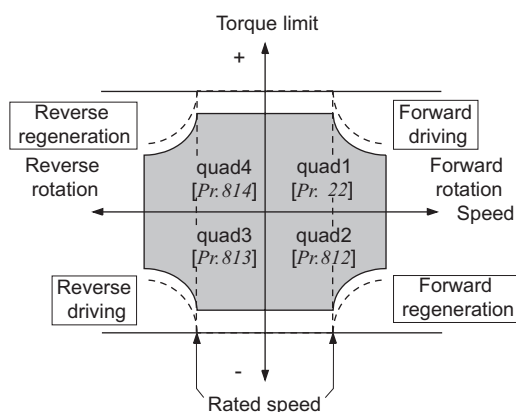 Torque limit
+
Reverse
regeneration
Forward
driving
Reverse
rotation
quad4
[Pr. 814]
quad1
[Pr. 22]
Forward
rotation
Speed
quad3
[Pr. 813]
quad2
[Pr. 812]
Reverse
driving
Forward
regeneration
-
Rated speed